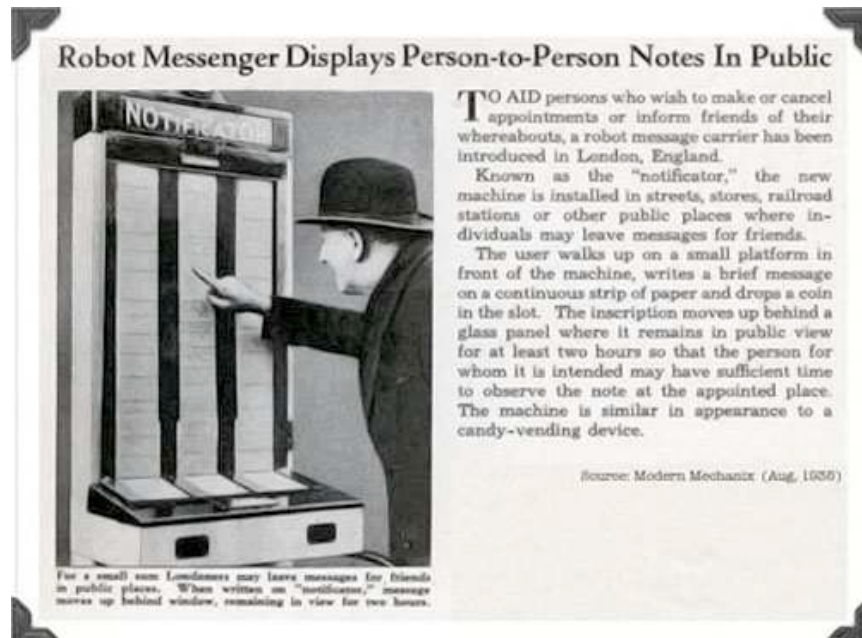 Robot Messenger Displays Person-to-Person Notes In Public
NOTIFICATOR
TO AID persons who wish to make or cancel
appointments or inform friends of their
whereabouts, a robot message carrier has been
introduced in London, England.
Known as the "notificator," the new
machine is installed in streets, stores, railroad
stations or other public places where in-
dividuals may leave messages for friends.
The user walks up on a small platform in
front of the machine, writes a brief message
on a continuous strip of paper and drops a coin
in the slot. The inscription moves up behind a
glass panel where it remains in public view
for at least two hours so that the person for
whom it is intended may have sufficient time
to observe the note at the appointed place.
The machine is similar in appearance to a
candy-vending device.
Source: Modern Mechanix (Aug, 1935)
For a small sum Londoners may leave messages for friends
in public places. When written on "notificator," message
moves up behind window, remaining in view for two hours.